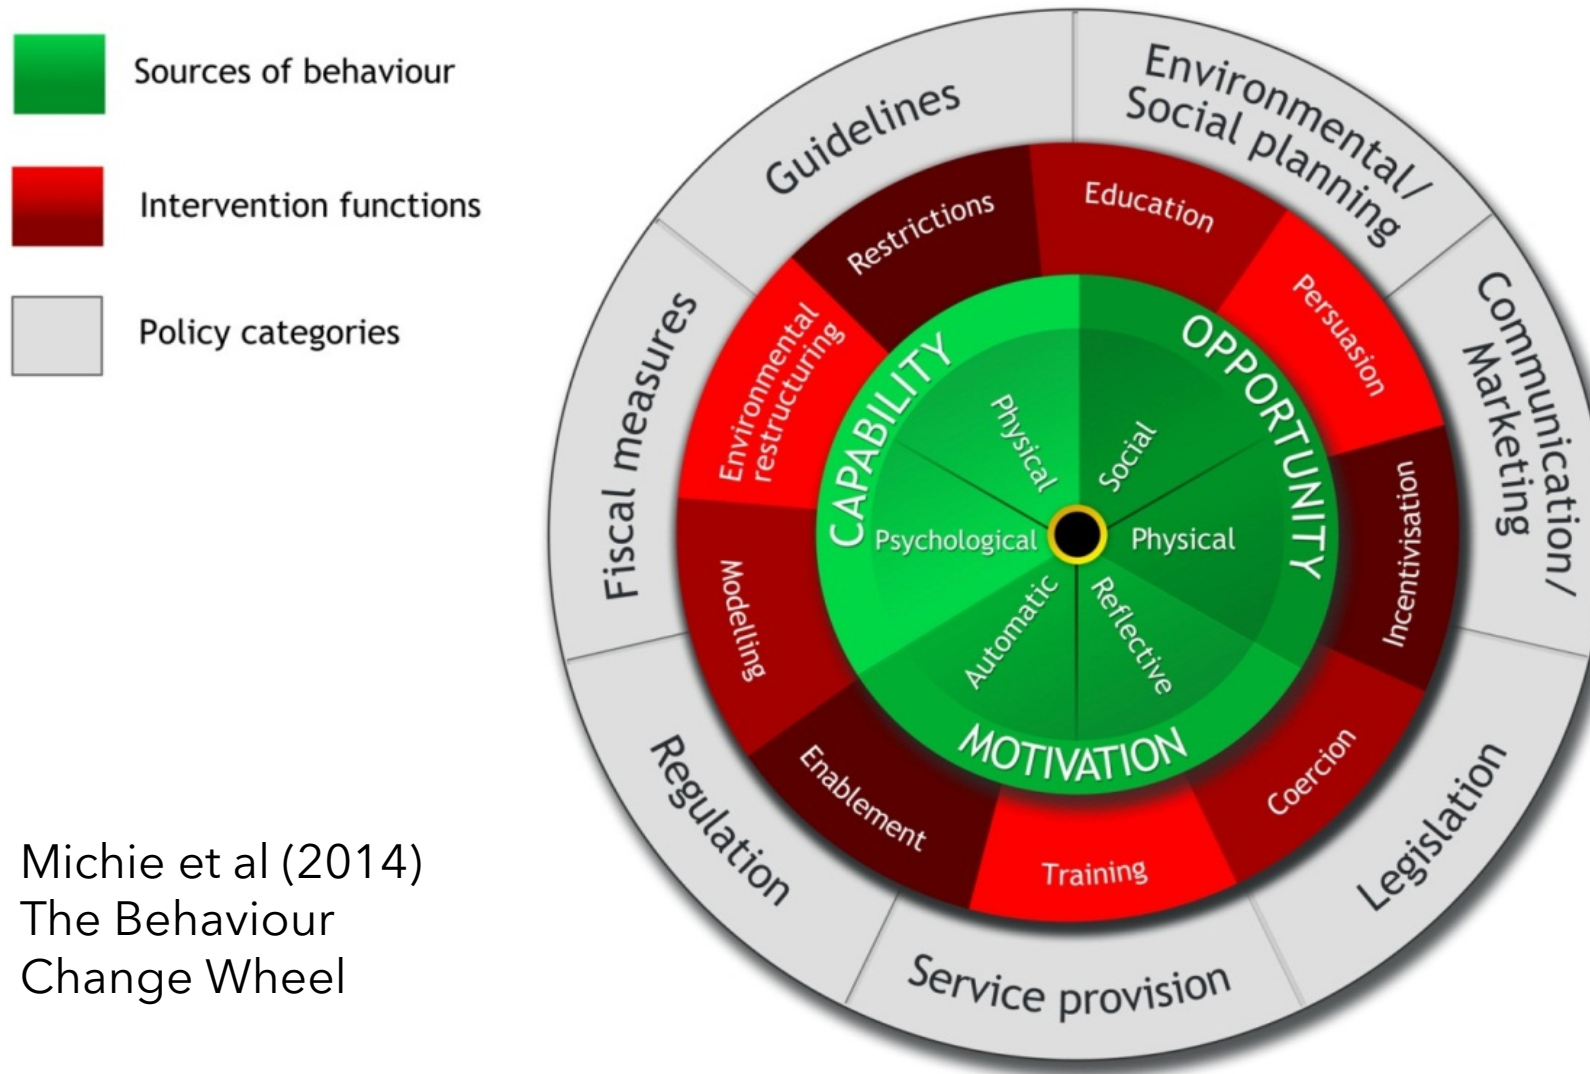 Sources of behaviour
Intervention functions
Policy categories
Guidelines
Environmental/
Social planning
Communication/
Marketing
Legislation
Service provision
Regulation
Fiscal measures
Restrictions
Education
Persuasion
Incentivisation
Coercion
Training
Enablement
Modelling
Environmental
restructuring
CAPABILITY
OPPORTUNITY
MOTIVATION
Physical
Social
Physical
Reflective
Automatic
Psychological
Michie et al (2014)
The Behaviour
Change Wheel